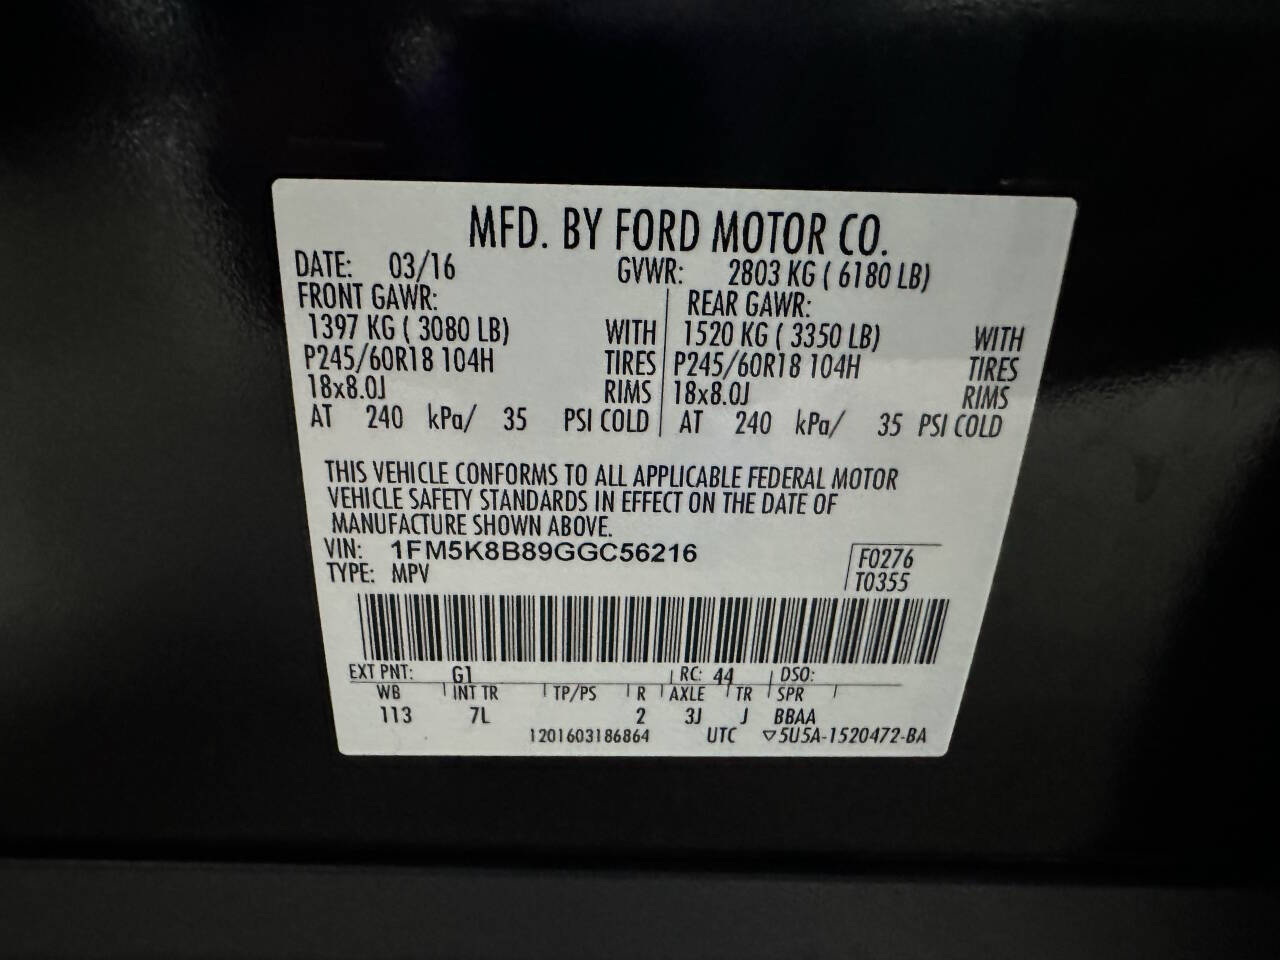 MFD. BY FORD MOTOR CO.
DATE: 03/16 GVWR: 2803 KG ( 6180 LB)
FRONT GAWR: REAR GAWR:
1397 KG ( 3080 LB) WITH 1520 KG ( 3350 LB) WITH
P245/60R18 104H TIRES P245/60R18 104H TIRES
18x8.0J RIMS 18x8.0J RIMS
AT 240 kPa/ 35 PSI COLD AT 240 kPa/ 35 PSI COLD
THIS VEHICLE CONFORMS TO ALL APPLICABLE FEDERAL MOTOR
VEHICLE SAFETY STANDARDS IN EFFECT ON THE DATE OF
MANUFACTURE SHOWN ABOVE.
VIN: 1FM5K8B89GGC56216 F0276
TYPE: MPV T0355
EXT PNT: G1 RC: 44 DSO:
WB INT TR TP/PS R AXLE TR SPR
113 7L 2 3J J BBAA
1201603186864 UTC ▽5U5A-1520472-BA